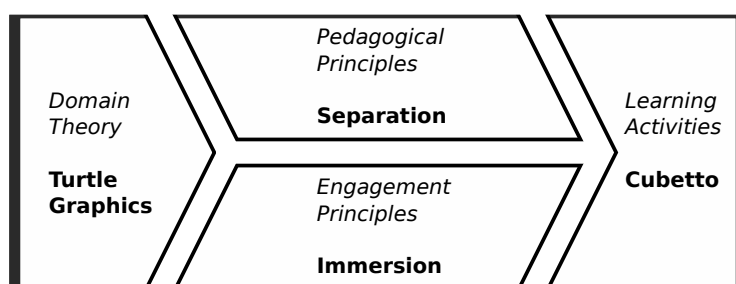 Domain
Theory
Turtle
Graphics
Pedagogical
Principles
Separation
Engagement
Principles
Immersion
Learning
Activities
Cubetto